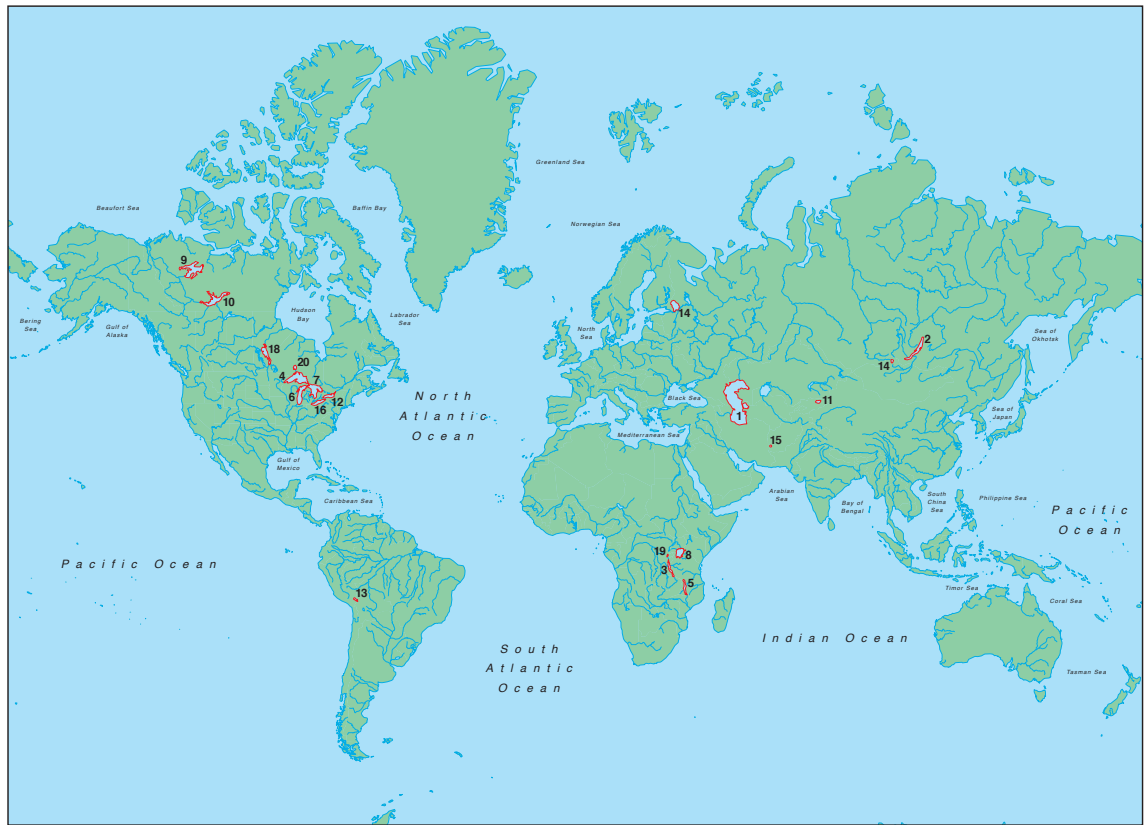 Greenland Sea
Beaufort Sea
Baffin Bay
Norwegian Sea
9
10
Hudson
Bay
Labrador
Sea
14
Bering
Sea
Gulf of
Alaska
North
Sea
Sea of
Okhotsk
2
18
20
4
7
14
6
12
16
North
Atlantic
Ocean
Black Sea
1
11
Sea of
Japan
Mediterranean Sea
15
Gulf of
Mexico
Caribbean Sea
Arabian
Sea
Bay of
Bengal
South
China
Sea
Philippine Sea
Pacific
Ocean
Pacific Ocean
19
8
3
5
13
Timor Sea
Coral Sea
Indian Ocean
South
Atlantic
Ocean
Tasman Sea